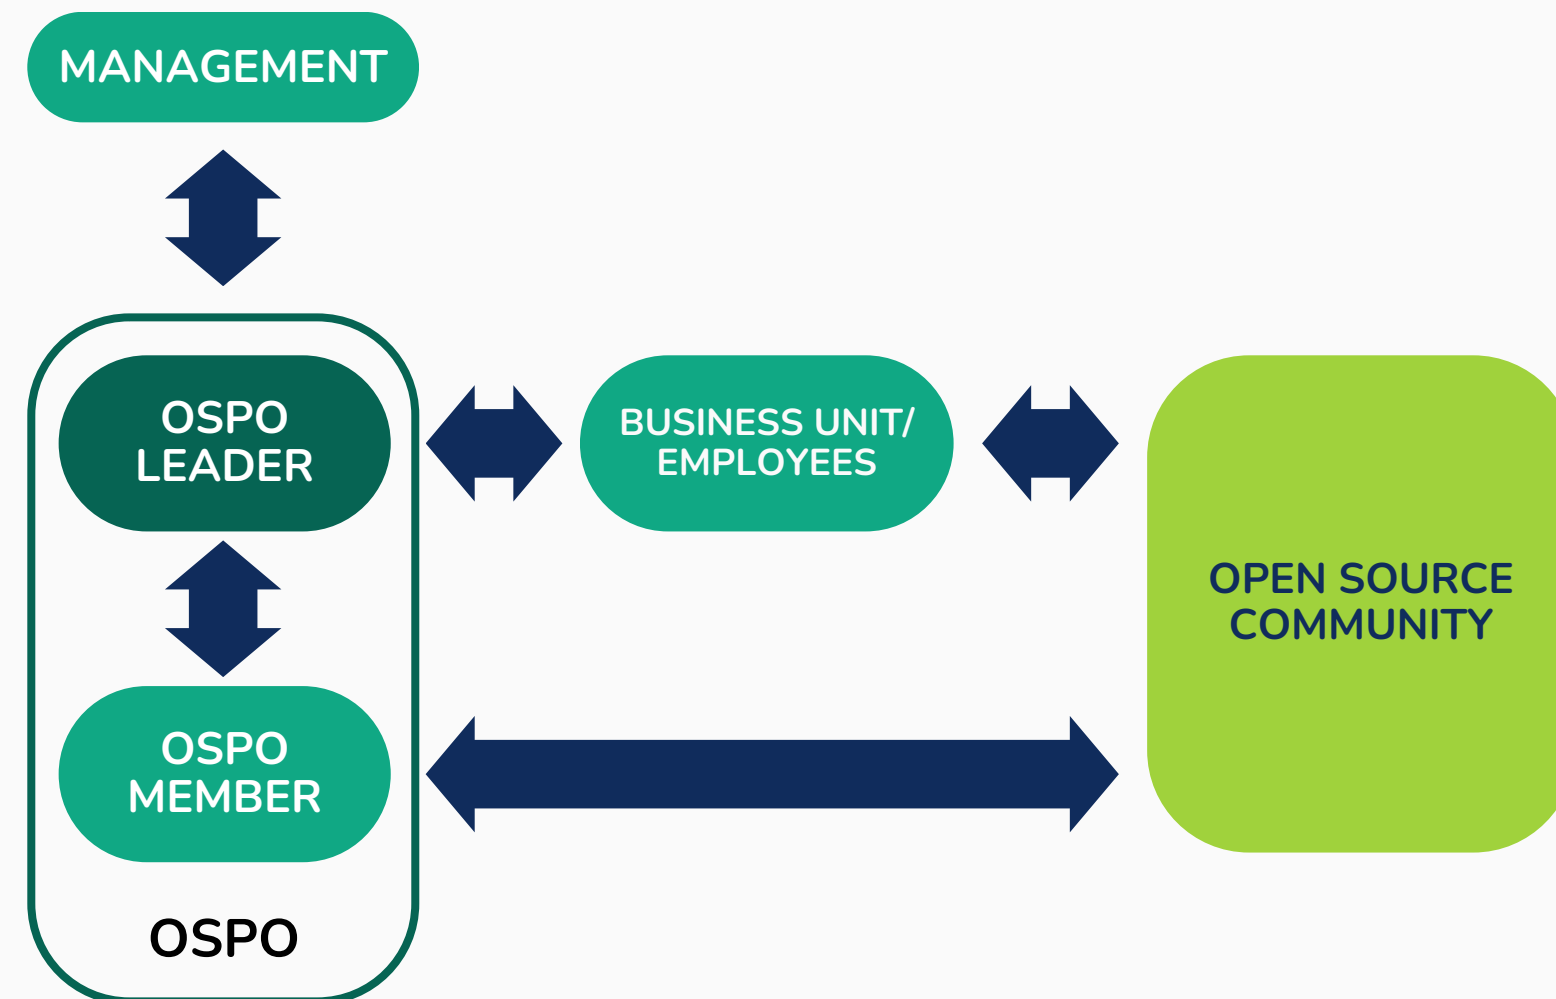 MANAGEMENT
OSPO
LEADER
BUSINESS UNIT/
EMPLOYEES
OPEN SOURCE
COMMUNITY
OSPO
MEMBER
OSPO